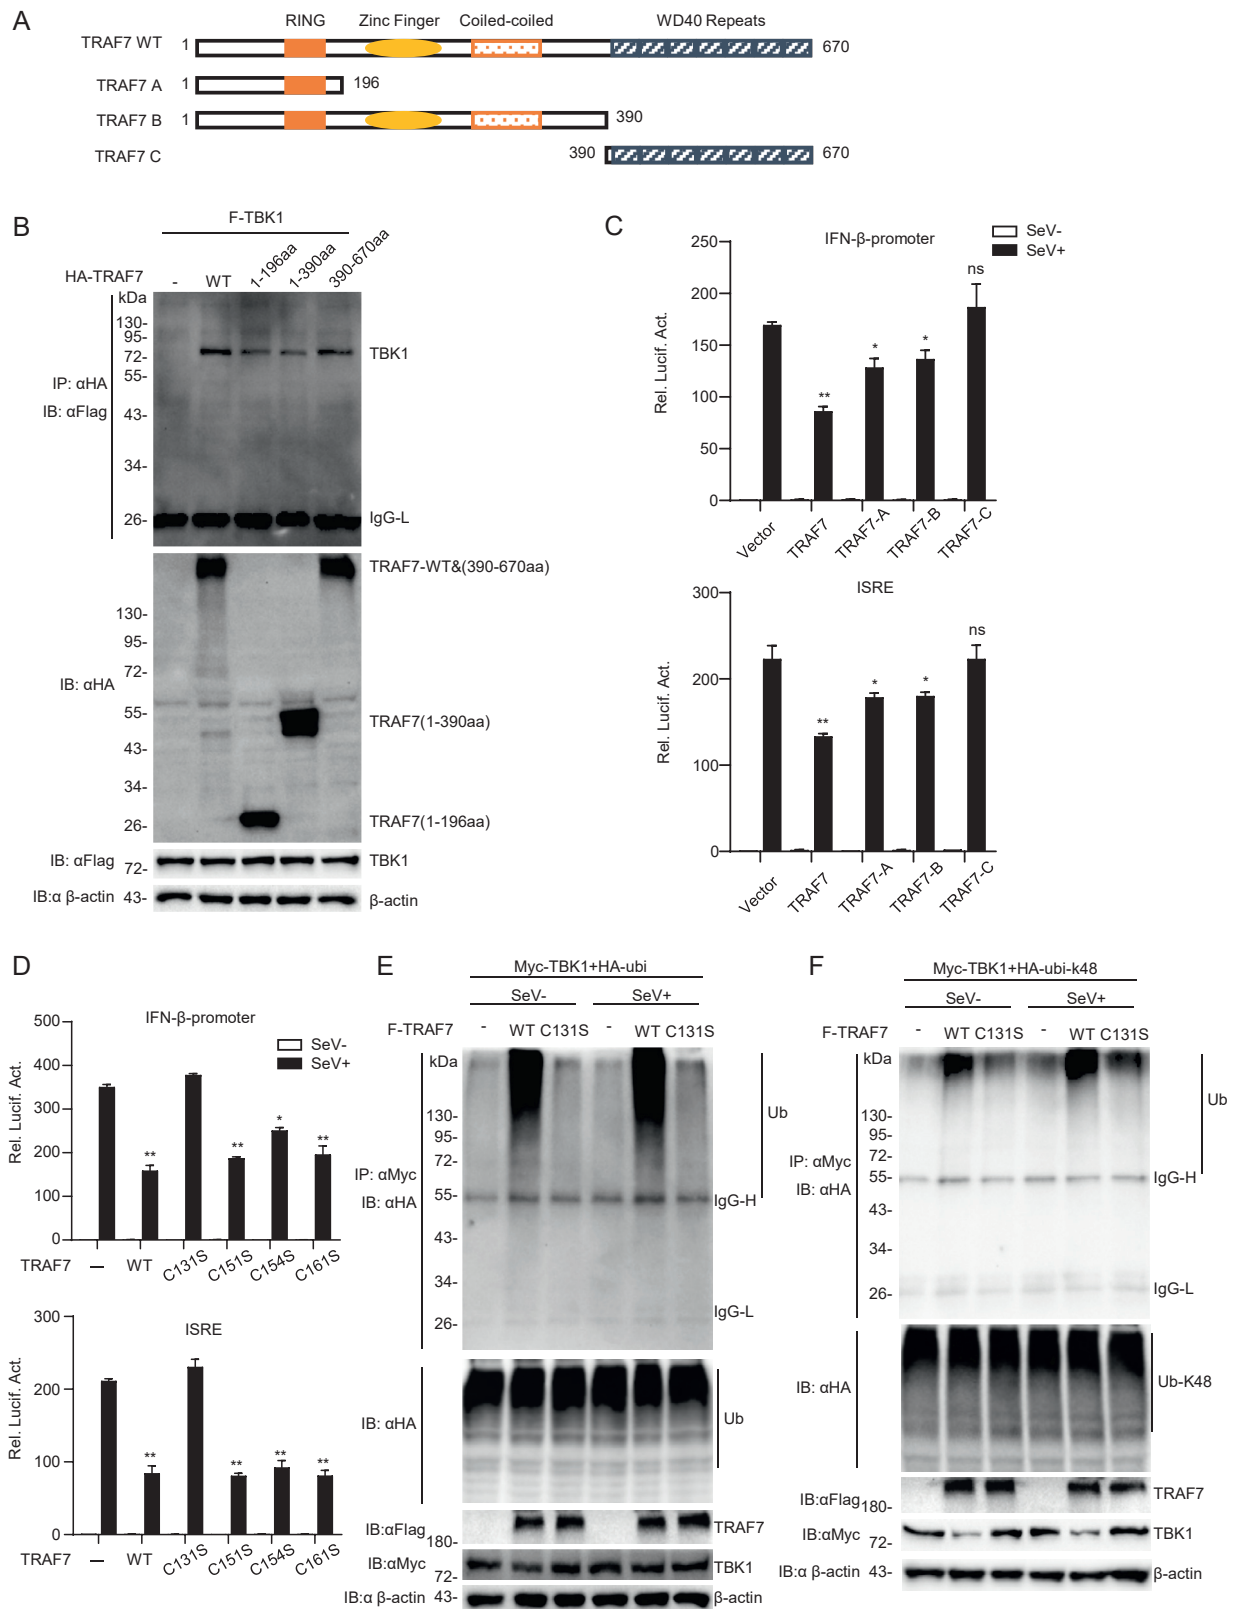 A
RING Zinc Finger Coiled-coiled WD40 Repeats
TRAF7 WT 1 670
TRAF7 A 1 196
TRAF7 B 1 390
TRAF7 C 390 670
B
F-TBK1
HA-TRAF7 - WT 1-196aa 1-390aa 390-670aa
kDa
130-
95-
72-
55-
43-
34-
26-
IP: αHA
IB: αFlag
TBK1
IgG-L
130-
95-
72-
55-
43-
34-
26-
IB: αHA
TRAF7-WT&(390-670aa)
TRAF7(1-390aa)
TRAF7(1-196aa)
IB: αFlag 72- TBK1
IB:α β-actin 43- β-actin
C
IFN-β-promoter
SeV-
SeV+
Rel. Lucif. Act.
250
200
150
100
50
0
** * * ns
Vector TRAF7 TRAF7-A TRAF7-B TRAF7-C
ISRE
Rel. Lucif. Act.
300
200
100
0
** * * ns
Vector TRAF7 TRAF7-A TRAF7-B TRAF7-C
D
IFN-β-promoter
SeV-
SeV+
Rel. Lucif. Act.
500
400
300
200
100
0
** ** * **
TRAF7 — WT C131S C151S C154S C161S
ISRE
Rel. Lucif. Act.
300
200
100
0
** ** ** **
TRAF7 — WT C131S C151S C154S C161S
E
Myc-TBK1+HA-ubi
SeV- SeV+
F-TRAF7 - WT C131S - WT C131S
kDa
130-
95-
72-
55-
43-
34-
26-
IP: αMyc
IB: αHA
Ub
IgG-H
IgG-L
IB: αHA Ub
IB:αFlag 180- TRAF7
IB:αMyc 72- TBK1
IB:α β-actin 43- β-actin
F
Myc-TBK1+HA-ubi-k48
SeV- SeV+
F-TRAF7 - WT C131S - WT C131S
kDa
130-
95-
72-
55-
43-
34-
26-
IP: αMyc
IB: αHA
Ub
IgG-H
IgG-L
IB: αHA Ub-K48
IB:αFlag 180- TRAF7
IB:αMyc 72- TBK1
IB:α β-actin 43- β-actin